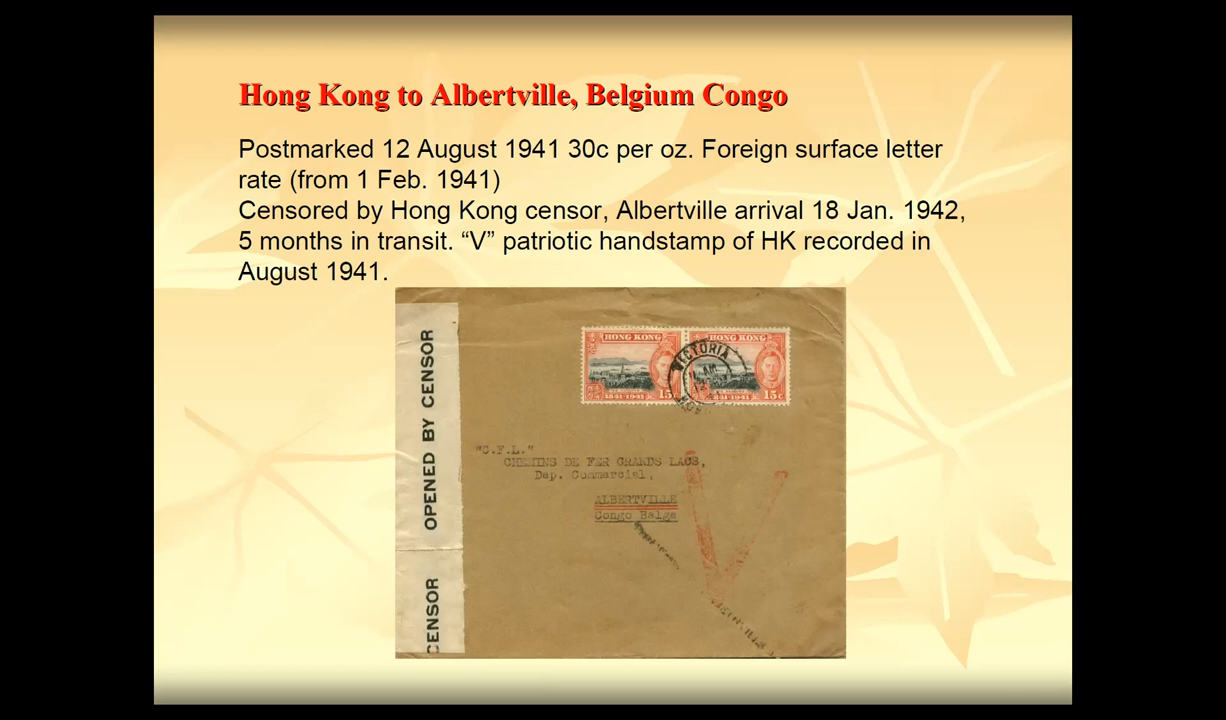 Hong Kong to Albertville, Belgium Congo
Postmarked 12 August 1941 30c per oz. Foreign surface letter
rate (from 1 Feb. 1941)
Censored by Hong Kong censor, Albertville arrival 18 Jan. 1942,
5 months in transit. “V” patriotic handstamp of HK recorded in
August 1941.
OPENED BY CENSOR
CENSOR
HONG KONG
15
1841-1941
HONG KONG
15c
1841-1941
VICTORIA
"C.F.L."
CHEMINS DE FER GRANDS LACS,
Dep. Commercial,
ALBERTVILLE
Congo Belge
V